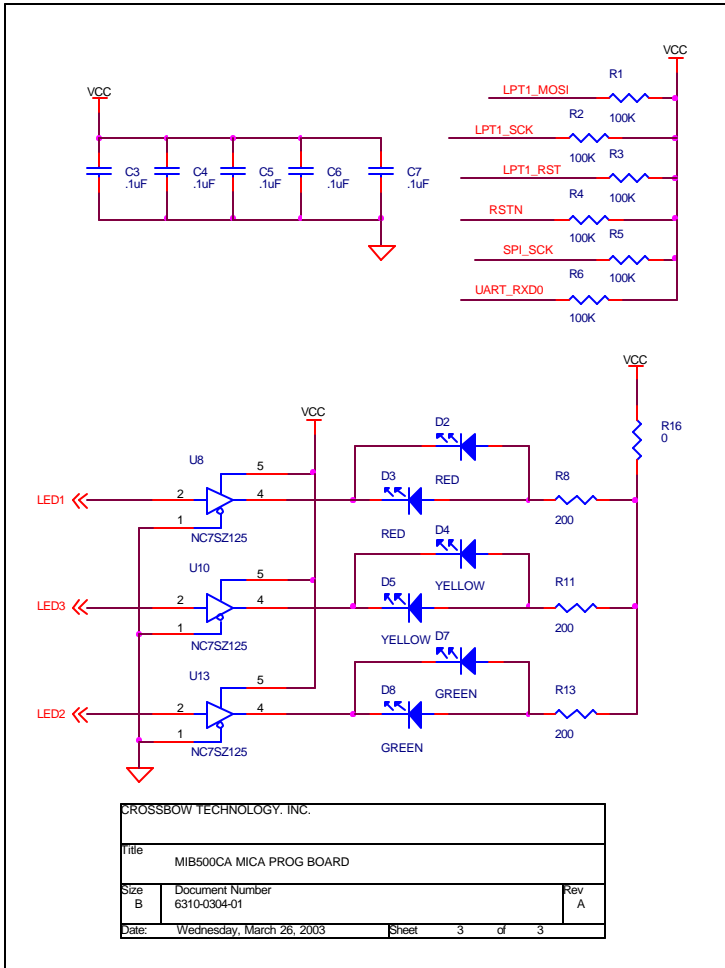 VCC
C3
.1uF
C4
.1uF
C5
.1uF
C6
.1uF
C7
.1uF
VCC
LPT1_MOSI
R1
100K
LPT1_SCK
R2
100K
LPT1_RST
R3
100K
RSTN
R4
100K
SPI_SCK
R5
100K
UART_RXD0
R6
100K
VCC
VCC
R16
0
LED1
U8
2
5
4
1
NC7SZ125
D2
RED
D3
RED
R8
200
LED3
U10
2
5
4
1
NC7SZ125
D4
YELLOW
D5
YELLOW
R11
200
LED2
U13
2
5
4
1
NC7SZ125
D7
GREEN
D8
GREEN
R13
200
CROSSBOW TECHNOLOGY. INC.
Title
MIB500CA MICA PROG BOARD
Size Document Number Rev
B 6310-0304-01 A
Date: Wednesday, March 26, 2003 Sheet 3 of 3